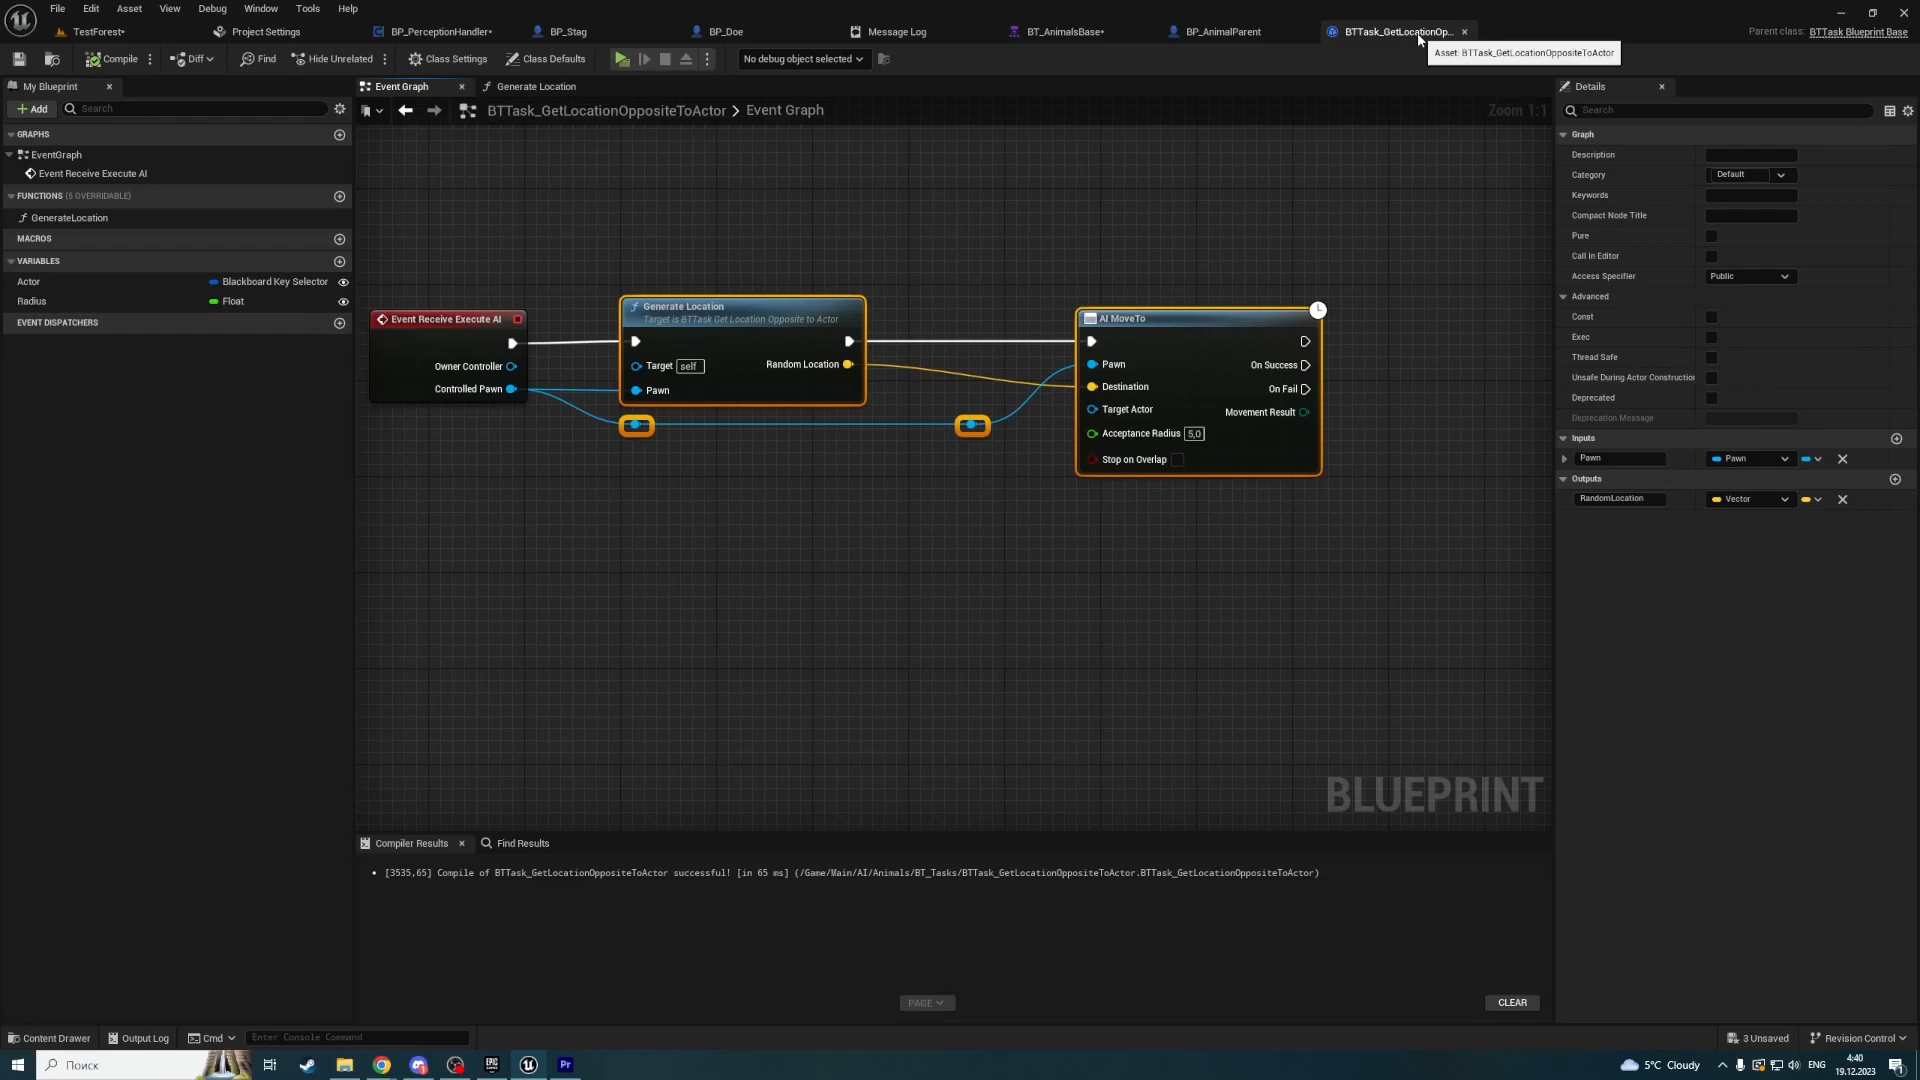 File Edit Asset View Debug Window Tools Help
TestForest*
Project Settings
BP_PerceptionHandler*
BP_Stag
BP_Doe
Message Log
BT_AnimalsBase*
BP_AnimalParent
BTTask_GetLocationOp...
Parent class: BTTask Blueprint Base
Asset: BTTask_GetLocationOppositeToActor
Compile
Diff
Find
Hide Unrelated
Class Settings
Class Defaults
No debug object selected
My Blueprint
Add
Search
GRAPHS
EventGraph
Event Receive Execute AI
FUNCTIONS (5 OVERRIDABLE)
GenerateLocation
MACROS
VARIABLES
Actor Blackboard Key Selector
Radius Float
EVENT DISPATCHERS
Event Graph
Generate Location
BTTask_GetLocationOppositeToActor > Event Graph
Zoom 1:1
Event Receive Execute AI
Owner Controller
Controlled Pawn
Generate Location
Target is BTTask Get Location Opposite to Actor
Target self
Random Location
Pawn
AI MoveTo
Pawn
On Success
Destination
On Fail
Target Actor
Movement Result
Acceptance Radius 5,0
Stop on Overlap
BLUEPRINT
Compiler Results
Find Results
[3535,65] Compile of BTTask_GetLocationOppositeToActor successful! [in 65 ms] (/Game/Main/AI/Animals/BT_Tasks/BTTask_GetLocationOppositeToActor.BTTask_GetLocationOppositeToActor)
PAGE
CLEAR
Details
Search
Graph
Description
Category Default
Keywords
Compact Node Title
Pure
Call In Editor
Access Specifier Public
Advanced
Const
Exec
Thread Safe
Unsafe During Actor Construction
Deprecated
Deprecation Message
Inputs
Pawn Pawn
Outputs
RandomLocation Vector
Content Drawer
Output Log
Cmd
Enter Console Command
3 Unsaved
Revision Control
Поиск
EPIC GAMES
Pr
5°C Cloudy
ENG
4:40
19.12.2023
1